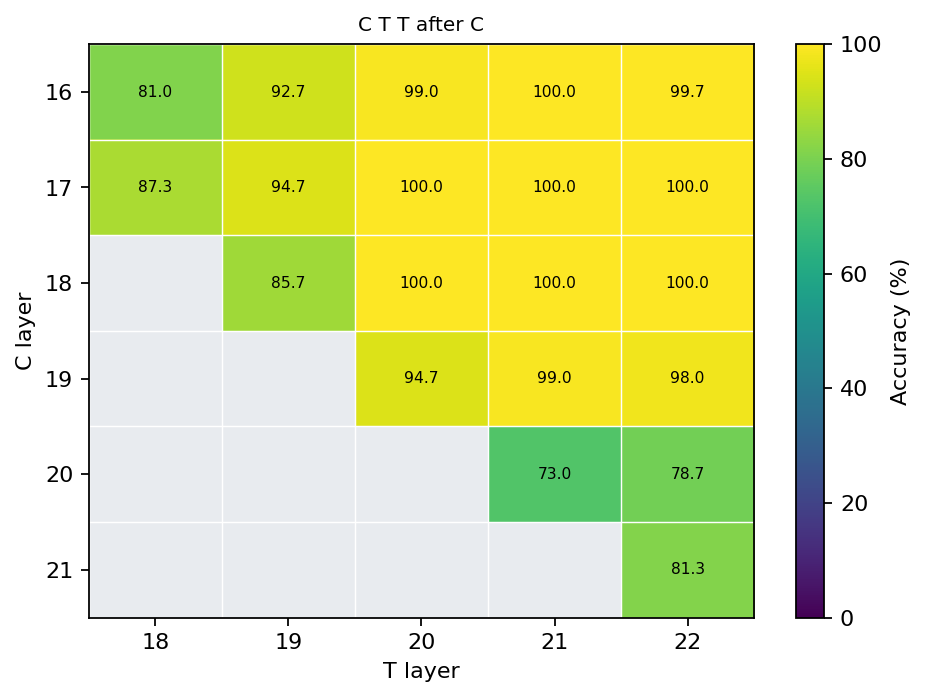 C T T after C
16 81.0 92.7 99.0 100.0 99.7
17 87.3 94.7 100.0 100.0 100.0
18 85.7 100.0 100.0 100.0
19 94.7 99.0 98.0
20 73.0 78.7
21 81.3
18 19 20 21 22
T layer
C layer
100
80
60
40
20
0
Accuracy (%)